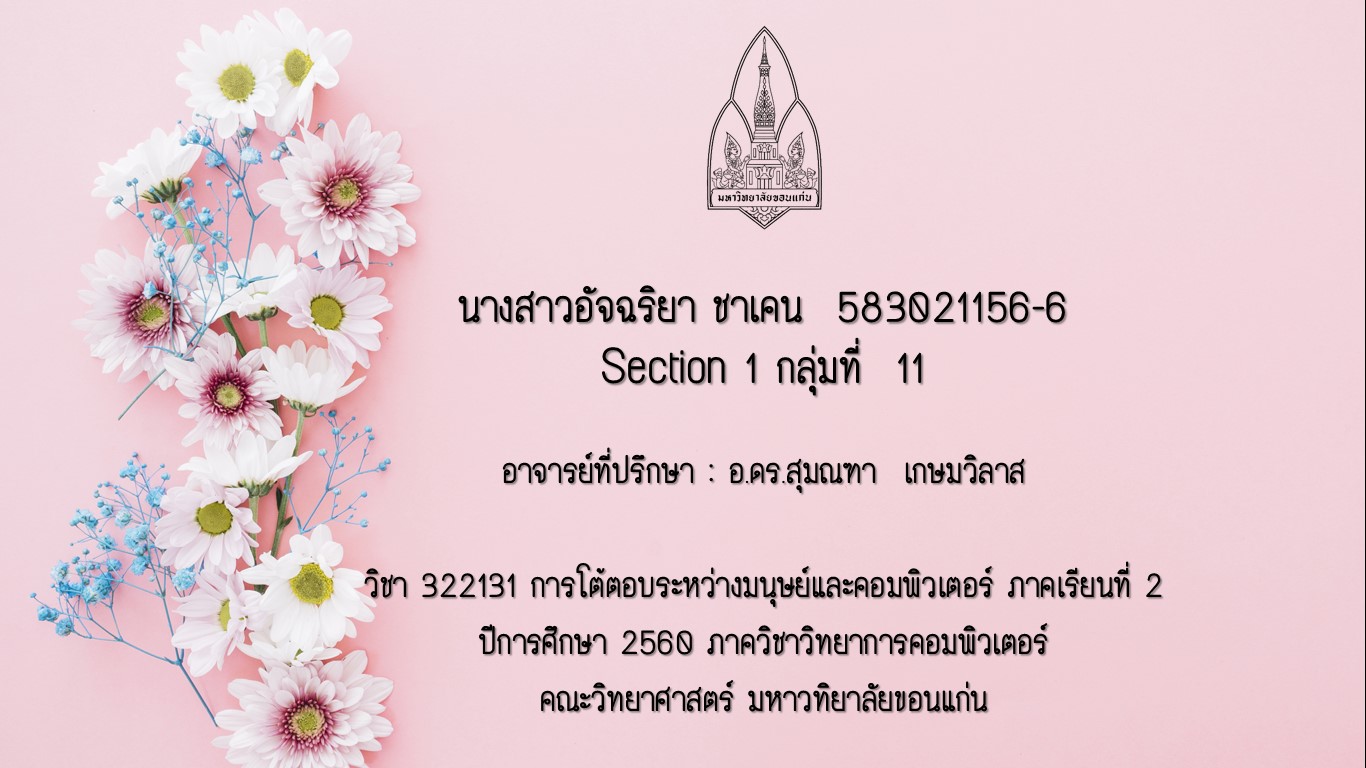 มหาวิทยาลัยขอนแก่น
นางสาวอัจฉริยา ชาเคน 583021156-6
Section 1 กลุ่มที่ 11
อาจารย์ที่ปรึกษา : อ.ดร.สุมณฑา เกษมวิลาส
วิชา 322131 การโต้ตอบระหว่างมนุษย์และคอมพิวเตอร์ ภาคเรียนที่ 2
ปีการศึกษา 2560 ภาควิชาวิทยาการคอมพิวเตอร์
คณะวิทยาศาสตร์ มหาวทิยาลัยขอนแก่น